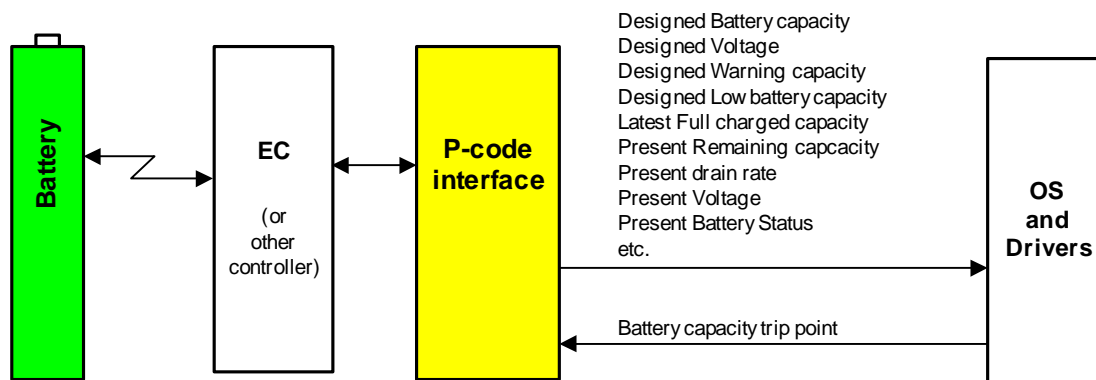 Battery
EC
(or
other
controller)
P-code
interface
Designed Battery capacity
Designed Voltage
Designed Warning capacity
Designed Low battery capacity
Latest Full charged capacity
Present Remaining capcacity
Present drain rate
Present Voltage
Present Battery Status
etc.
Battery capacity trip point
OS
and
Drivers